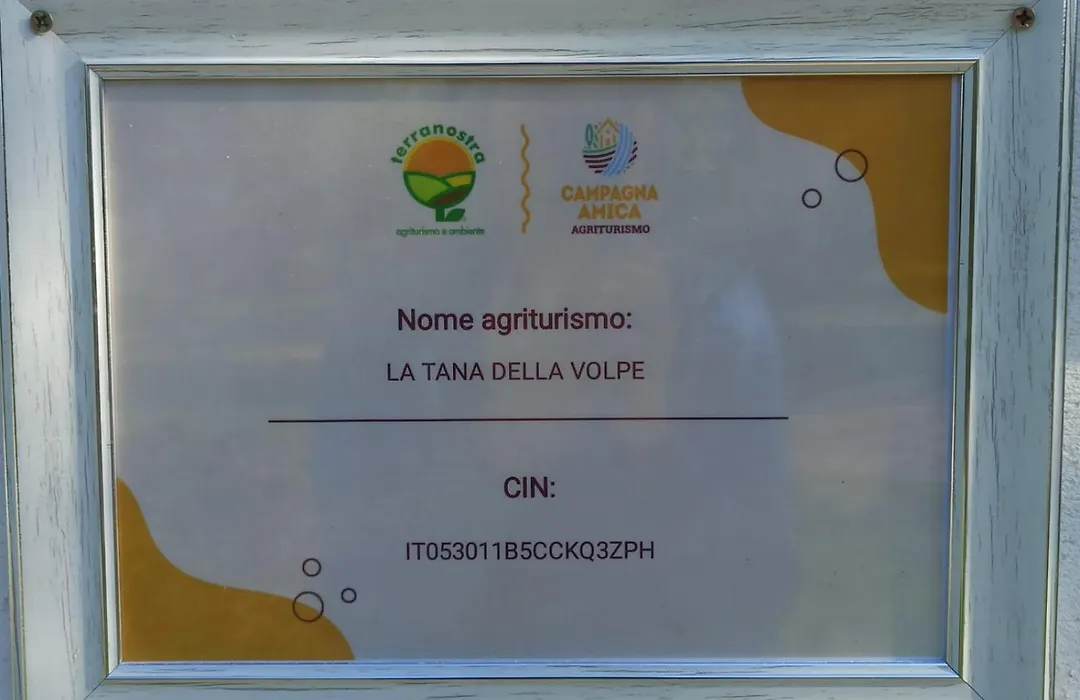 terranostra
agriturismo e ambiente
CAMPAGNA
AMICA
AGRITURISMO
Nome agriturismo:
LA TANA DELLA VOLPE
CIN:
IT053011B5CCKQ3ZPH